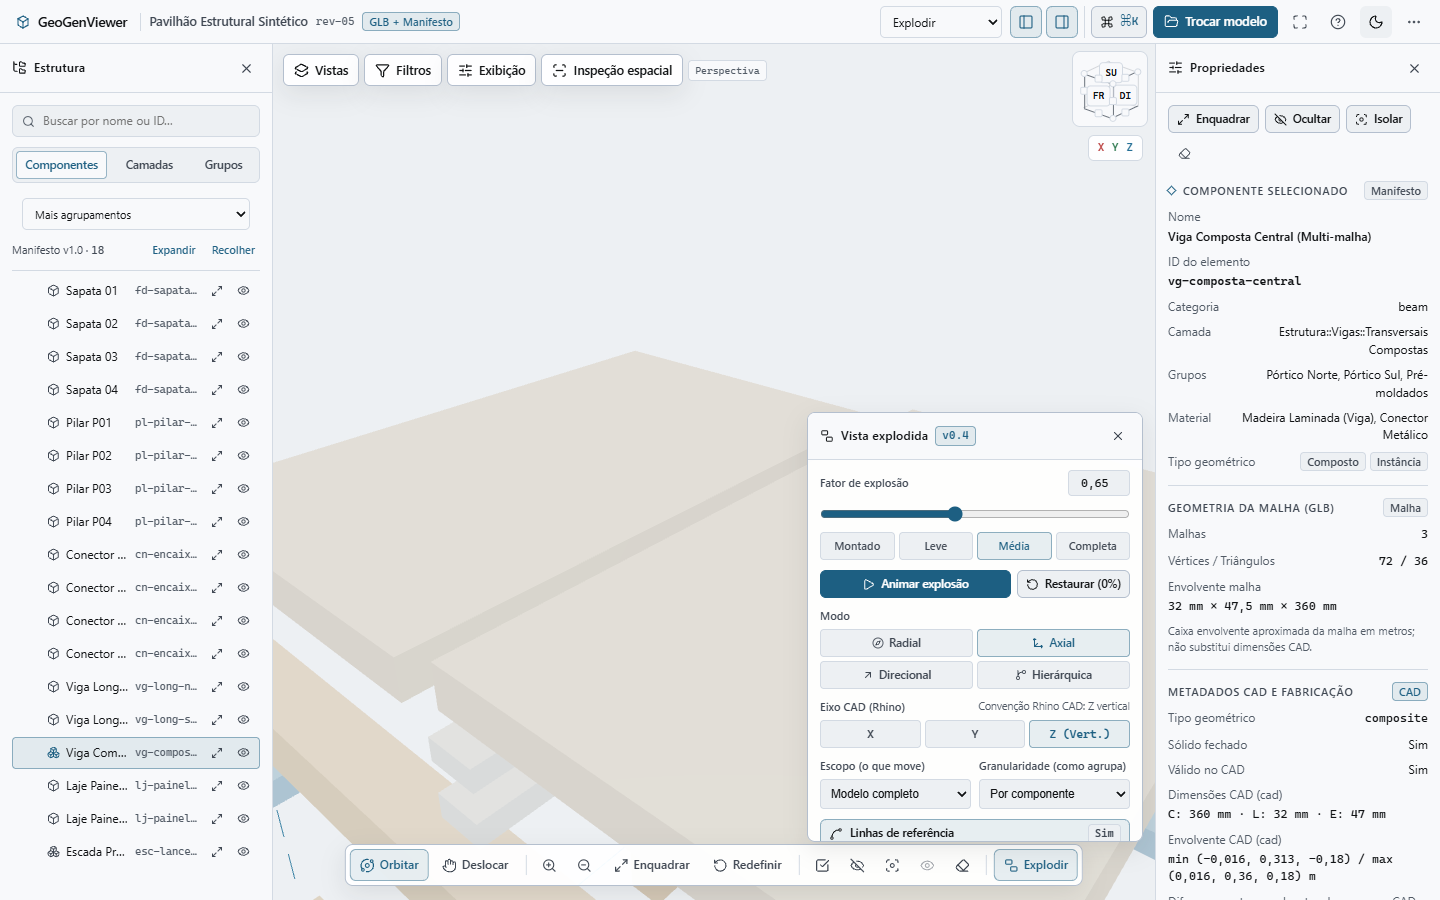 GeoGenViewer
Pavilhão Estrutural Sintético rev-05 GLB + Manifesto
Explodir
⌘K
Trocar modelo
Estrutura
Buscar por nome ou ID...
Componentes Camadas Grupos
Mais agrupamentos
Manifesto v1.0 · 18 Expandir Recolher
Sapata 01 fd-sapata…
Sapata 02 fd-sapata…
Sapata 03 fd-sapata…
Sapata 04 fd-sapata…
Pilar P01 pl-pilar-…
Pilar P02 pl-pilar-…
Pilar P03 pl-pilar-…
Pilar P04 pl-pilar-…
Conector ... cn-encaix…
Conector ... cn-encaix…
Conector ... cn-encaix…
Conector ... cn-encaix…
Viga Long... vg-long-n…
Viga Long... vg-long-s…
Viga Com... vg-compos…
Laje Paine... lj-painel…
Laje Paine... lj-painel…
Escada Pr... esc-lance…
Vistas Filtros Exibição Inspeção espacial Perspectiva
SU
FR DI
X Y Z
Vista explodida v0.4
Fator de explosão 0,65
Montado Leve Média Completa
Animar explosão Restaurar (0%)
Modo
Radial Axial
Direcional Hierárquica
Eixo CAD (Rhino) Convenção Rhino CAD: Z vertical
X Y Z (Vert.)
Escopo (o que move) Granularidade (como agrupa)
Modelo completo Por componente
Linhas de referência Sim
Orbitar Deslocar Enquadrar Redefinir Explodir
Propriedades
Enquadrar Ocultar Isolar
COMPONENTE SELECIONADO Manifesto
Nome
Viga Composta Central (Multi-malha)
ID do elemento
vg-composta-central
Categoria beam
Camada Estrutura::Vigas::Transversais
Compostas
Grupos Pórtico Norte, Pórtico Sul, Pré-
moldados
Material Madeira Laminada (Viga), Conector
Metálico
Tipo geométrico Composto Instância
GEOMETRIA DA MALHA (GLB) Malha
Malhas 3
Vértices / Triângulos 72 / 36
Envolvente malha
32 mm × 47,5 mm × 360 mm
Caixa envolvente aproximada da malha em metros;
não substitui dimensões CAD.
METADADOS CAD E FABRICAÇÃO CAD
Tipo geométrico composite
Sólido fechado Sim
Válido no CAD Sim
Dimensões CAD (cad)
C: 360 mm · L: 32 mm · E: 47 mm
Envolvente CAD (cad)
min (-0,016, 0,313, -0,18) / max
(0,016, 0,36, 0,18) m